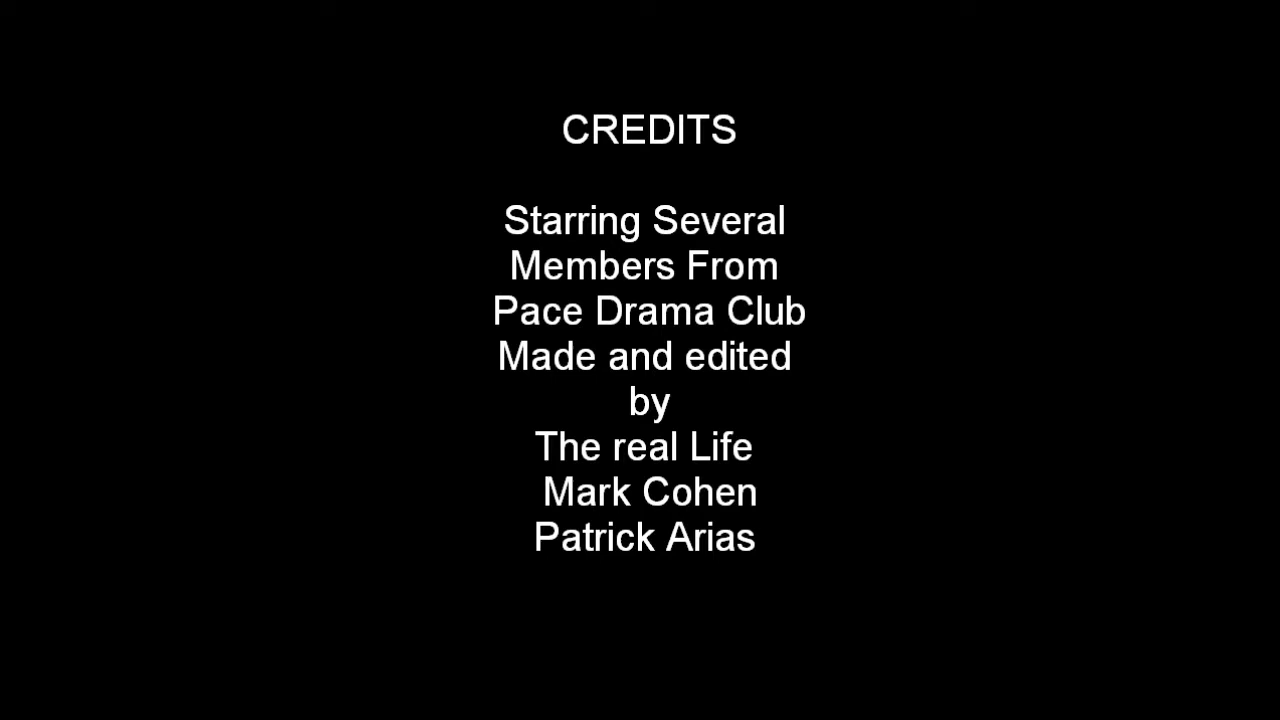 CREDITS
Starring Several
Members From
Pace Drama Club
Made and edited
by
The real Life
Mark Cohen
Patrick Arias